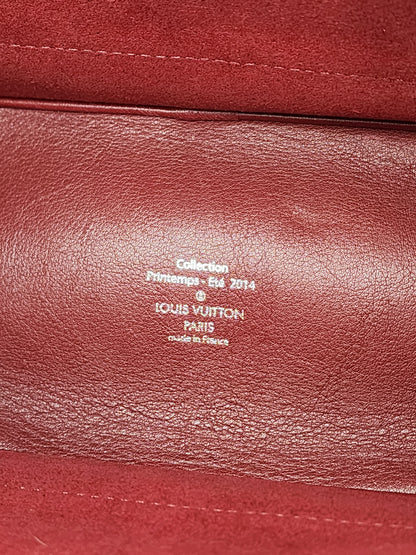 Collection
Printemps - Eté 2014
®
LOUIS VUITTON
PARIS
made in France